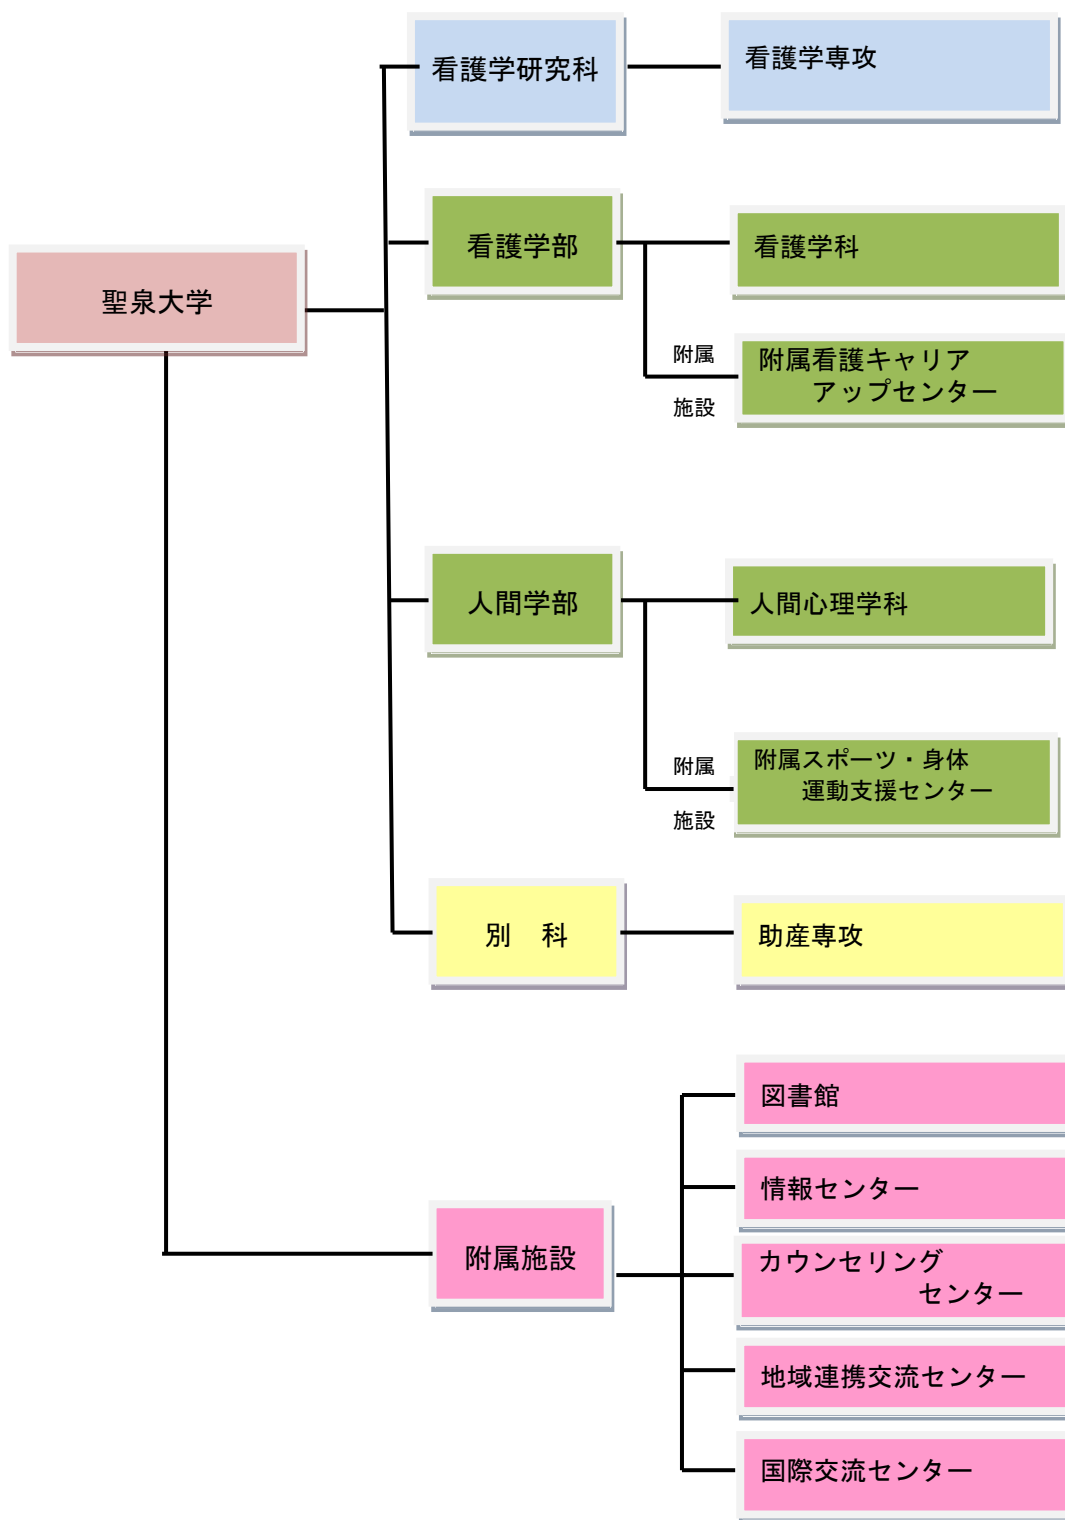 看護学研究科
看護学専攻
看護学部
看護学科
聖泉大学
附属
施設
附属看護キャリア
アップセンター
人間学部
人間心理学科
附属
施設
附属スポーツ・身体
運動支援センター
別　科
助産専攻
図書館
情報センター
附属施設
カウンセリング
センター
地域連携交流センター
国際交流センター